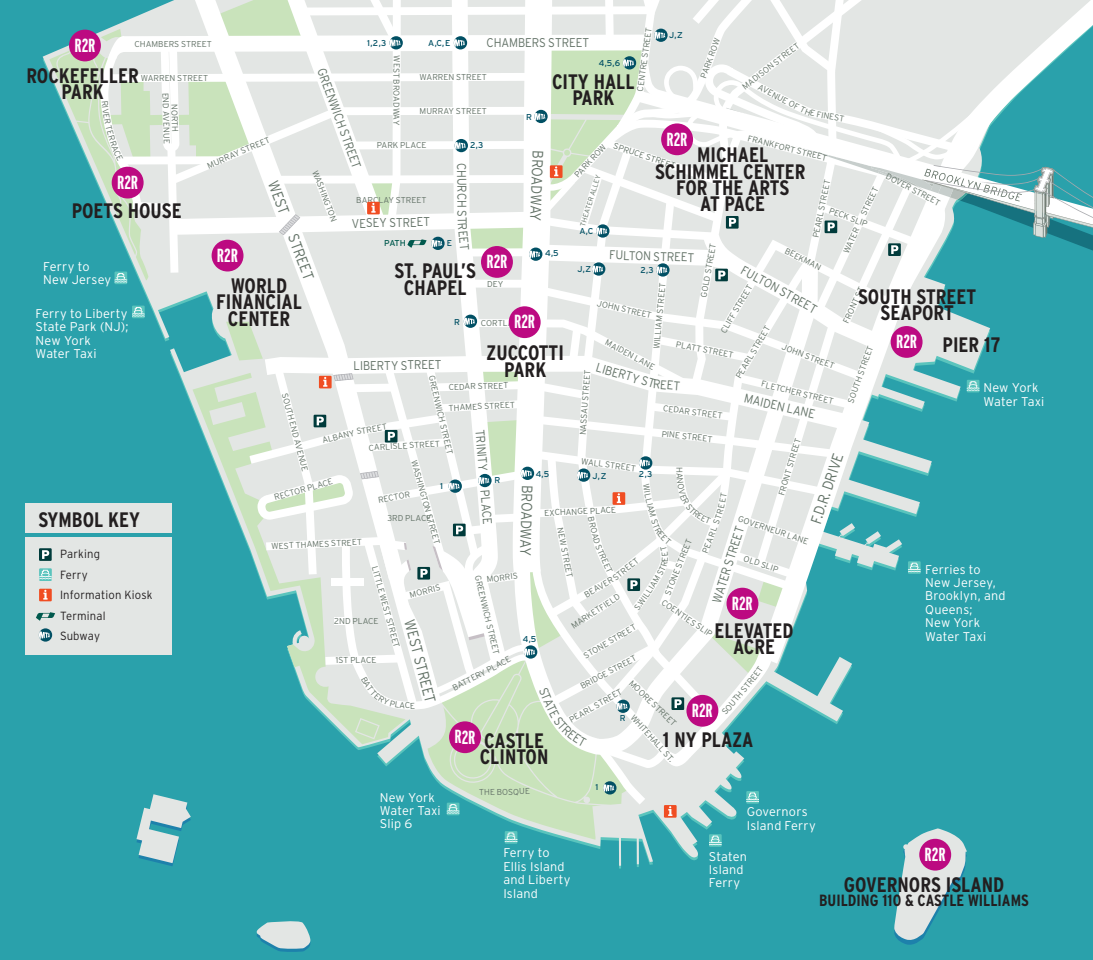 R2R
ROCKEFELLER
PARK
CHAMBERS STREET
1,2,3
A,C,E
CHAMBERS STREET
J,Z
CENTRE STREET
PARK ROW
MADISON STREET
AVENUE OF THE FINEST
WARREN STREET
WEST BROADWAY
WARREN STREET
4,5,6
CITY HALL
PARK
GREENWICH STREET
RIVER TERRACE
NORTH
END AVENUE
MURRAY STREET
R
MURRAY STREET
PARK PLACE
2,3
BROADWAY
PARK ROW
SPRUCE STREET
R2R
MICHAEL
SCHIMMEL CENTER
FOR THE ARTS
AT PACE
FRANKFORT STREET
BROOKLYN BRIDGE
DOVER STREET
R2R
POETS HOUSE
WEST
STREET
WASHINGTON
BARCLAY STREET
VESEY STREET
CHURCH STREET
THEATER ALLEY
PEARL STREET
PECK SLIP
WATER STREET
PATH
E
A,C
R2R
WORLD
FINANCIAL
CENTER
R2R
ST. PAUL'S
CHAPEL
DEY
4,5
FULTON STREET
J,Z
2,3
GOLD STREET
BEEKMAN
FULTON STREET
FRONT
SOUTH STREET
SEAPORT
R2R
PIER 17
Ferry to
New Jersey
Ferry to Liberty
State Park (NJ);
New York
Water Taxi
R
R2R
ZUCCOTTI
PARK
JOHN STREET
WILLIAM STREET
CLIFF STREET
PEARL STREET
PLATT STREET
JOHN STREET
MAIDEN LANE
LIBERTY STREET
LIBERTY STREET
FLETCHER STREET
MAIDEN LANE
SOUTH STREET
New York
Water Taxi
CEDAR STREET
THAMES STREET
GREENWICH STREET
NASSAU STREET
CEDAR STREET
PINE STREET
SOUTH END AVENUE
ALBANY STREET
CARLISLE STREET
TRINITY
PLACE
WALL STREET
4,5
J,Z
2,3
FRONT STREET
F.D.R. DRIVE
RECTOR PLACE
RECTOR
WASHINGTON STREET
1
R
BROADWAY
HANOVER STREET
WILLIAM STREET
PEARL STREET
EXCHANGE PLACE
3RD PLACE
GOVERNEUR LANE
OLD SLIP
WATER STREET
WEST THAMES STREET
NEW STREET
BROAD STREET
LITTLE WEST STREET
MORRIS
MORRIS
GREENWICH STREET
BEAVER STREET
MARKETFIELD
S.WILLIAM STREET
STONE STREET
COENTIES SLIP
R2R
ELEVATED
ACRE
Ferries to
New Jersey,
Brooklyn, and
Queens;
New York
Water Taxi
SYMBOL KEY
P Parking
Ferry
i Information Kiosk
Terminal
Subway
2ND PLACE
1ST PLACE
BATTERY PLACE
WEST STREET
BATTERY PLACE
4,5
STONE STREET
BRIDGE STREET
PEARL STREET
MOORE STREET
WHITEHALL ST.
STATE STREET
SOUTH STREET
R
R2R
1 NY PLAZA
R2R
CASTLE
CLINTON
THE BOSQUE
1
New York
Water Taxi
Slip 6
Ferry to
Ellis Island
and Liberty
Island
Staten
Island
Ferry
Governors
Island Ferry
R2R
GOVERNORS ISLAND
BUILDING 110 & CASTLE WILLIAMS